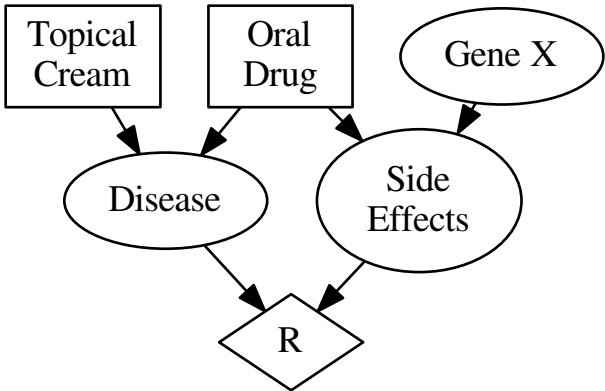 Topical
Cream
Oral
Drug
Gene X
Disease
Side
Effects
R